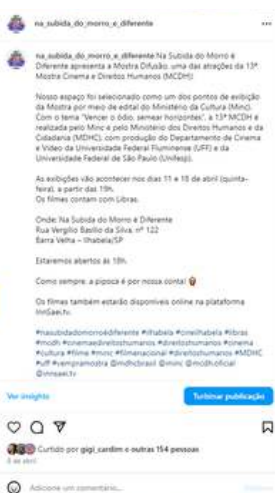 na_subida_do_morro_e_diferente
na_subida_do_morro_e_diferente Na Subida do Morro é
Diferente apresenta a Mostra Difusão, uma das atrações da 13ª
Mostra Cinema e Direitos Humanos (MCDH)!
Nosso espaço foi selecionado como um dos pontos de exibição
da Mostra por meio de edital do Ministério da Cultura (Minc).
Com o tema "Vencer o ódio, semear horizontes", a 13ª MCDH é
realizada pelo Minc e pelo Ministério dos Direitos Humanos e da
Cidadania (MDHC), com produção do Departamento de Cinema
e Vídeo da Universidade Federal Fluminense (UFF) e da
Universidade Federal de São Paulo (Unifesp).
As exibições vão acontecer nos dias 11 e 18 de abril (quinta-
feira), a partir das 19h.
Os filmes contam com Libras.
Onde: Na Subida do Morro é Diferente
Rua Vergílio Basílio da Silva, nº 122
Barra Velha – Ilhabela/SP
Estaremos abertos às 18h.
Como sempre, a pipoca é por nossa conta!
Os filmes também estarão disponíveis online na plataforma
InnSaei.tv.
#nasubidadomorroédiferente #ilhabela #cineilhabela #libras
#mcdh #cinemaedireitoshumanos #direitoshumanos #cinema
#cultura #filme #minc #filmenacional #direitoshumanos #MDHC
#uff #vempramostra @mdhcbrasil @minc @mcdh.oficial
@innsaei.tv
Ver insights
Turbinar publicação
Curtido por gigi_cardim e outras 154 pessoas
8 de abril
Adicione um comentário...